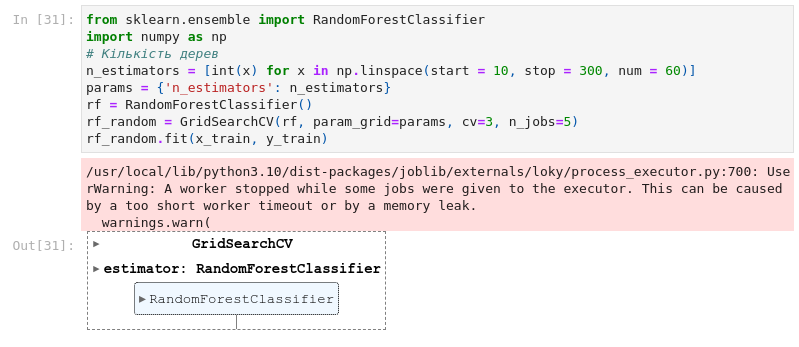 In [31]: from sklearn.ensemble import RandomForestClassifier
import numpy as np
# Кількість дерев
n_estimators = [int(x) for x in np.linspace(start = 10, stop = 300, num = 60)]
params = {'n_estimators': n_estimators}
rf = RandomForestClassifier()
rf_random = GridSearchCV(rf, param_grid=params, cv=3, n_jobs=5)
rf_random.fit(x_train, y_train)
/usr/local/lib/python3.10/dist-packages/joblib/externals/loky/process_executor.py:700: Use
rWarning: A worker stopped while some jobs were given to the executor. This can be caused
by a too short worker timeout or by a memory leak.
warnings.warn(
Out[31]: ▸ GridSearchCV
▸ estimator: RandomForestClassifier
▸ RandomForestClassifier